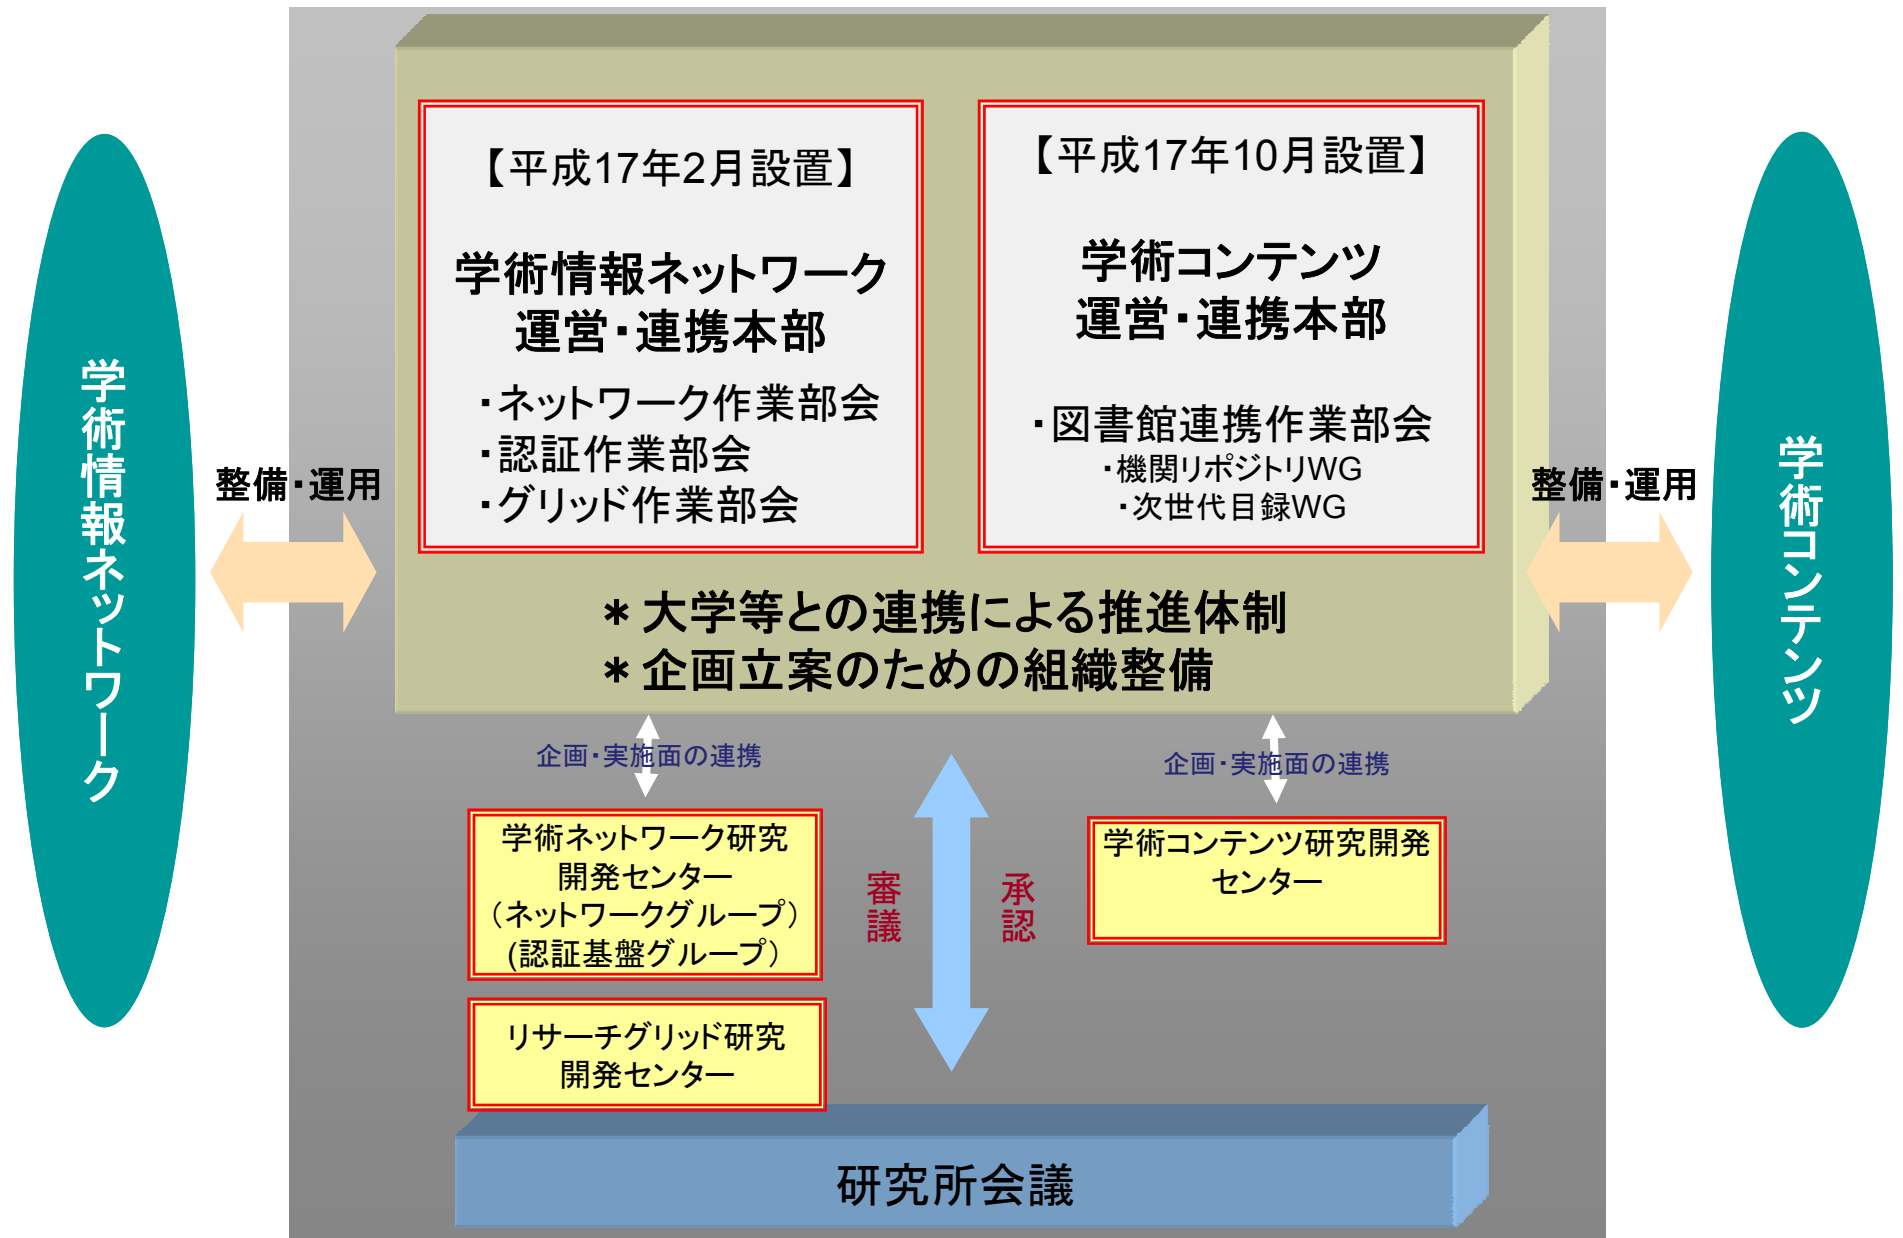 学術情報ネットワーク
整備・運用
【平成17年2月設置】
学術情報ネットワーク
運営・連携本部
・ネットワーク作業部会
・認証作業部会
・グリッド作業部会
【平成17年10月設置】
学術コンテンツ
運営・連携本部
・図書館連携作業部会
・機関リポジトリWG
・次世代目録WG
整備・運用
学術コンテンツ
＊大学等との連携による推進体制
＊企画立案のための組織整備
企画・実施面の連携
企画・実施面の連携
学術ネットワーク研究
開発センター
（ネットワークグループ）
(認証基盤グループ）
審議
承認
学術コンテンツ研究開発
センター
リサーチグリッド研究
開発センター
研究所会議